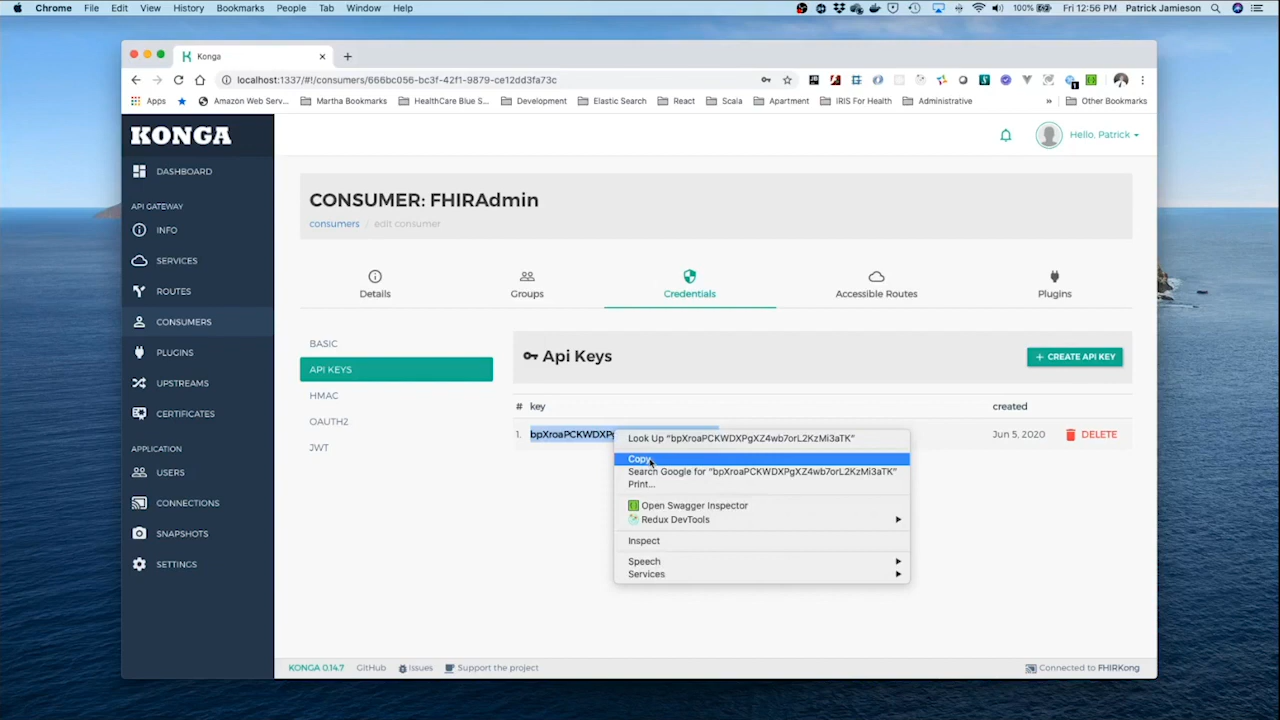 Chrome File Edit View History Bookmarks People Tab Window Help 100% Fri 12:56 PM Patrick Jamieson
Konga
localhost:1337/#!/consumers/666bc056-bc3f-42f1-9879-ce12dd3fa73c
Apps Amazon Web Serv... Martha Bookmarks HealthCare Blue S... Development Elastic Search React Scala Apartment IRIS For Health Administrative » Other Bookmarks
KONGA
Hello, Patrick
DASHBOARD
API GATEWAY
INFO
SERVICES
ROUTES
CONSUMERS
PLUGINS
UPSTREAMS
CERTIFICATES
APPLICATION
USERS
CONNECTIONS
SNAPSHOTS
SETTINGS
CONSUMER: FHIRAdmin
consumers / edit consumer
Details Groups Credentials Accessible Routes Plugins
BASIC
API KEYS
HMAC
OAUTH2
JWT
Api Keys
+ CREATE API KEY
# key created
1. bpXroaPCKWDXPg Jun 5, 2020 DELETE
Look Up “bpXroaPCKWDXPgXZ4wb7orL2KzMi3aTK”
Copy
Search Google for “bpXroaPCKWDXPgXZ4wb7orL2KzMi3aTK”
Print...
Open Swagger Inspector
Redux DevTools
Inspect
Speech
Services
KONGA 0.14.7 GitHub Issues Support the project Connected to FHIRKong